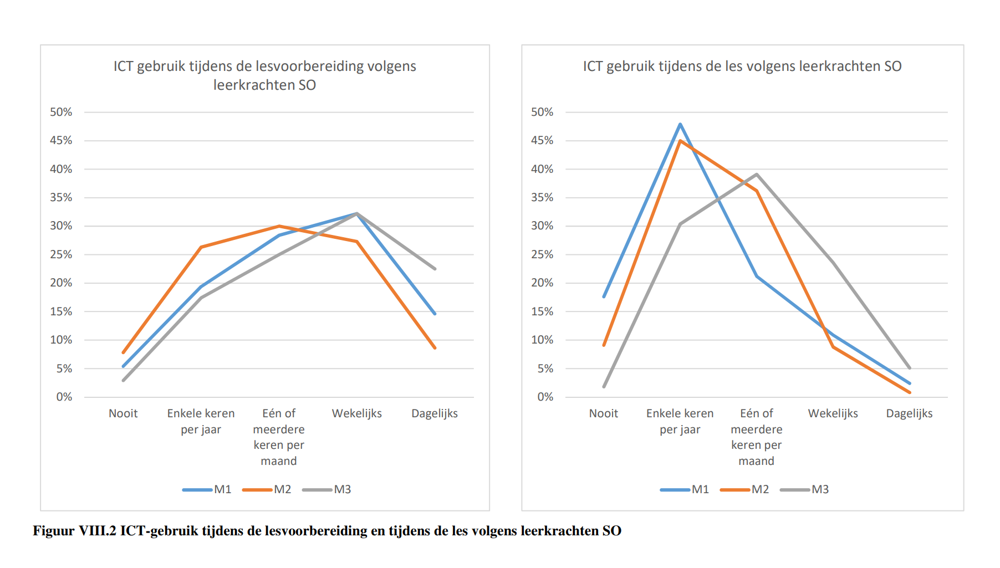 ICT gebruik tijdens de lesvoorbereiding volgens
leerkrachten SO
50%
45%
40%
35%
30%
25%
20%
15%
10%
5%
0%
Nooit
Enkele keren
per jaar
Eén of
meerdere
keren per
maand
Wekelijks
Dagelijks
M1
M2
M3
ICT gebruik tijdens de les volgens leerkrachten SO
50%
45%
40%
35%
30%
25%
20%
15%
10%
5%
0%
Nooit
Enkele keren
per jaar
Eén of
meerdere
keren per
maand
Wekelijks
Dagelijks
M1
M2
M3
Figuur VIII.2 ICT-gebruik tijdens de lesvoorbereiding en tijdens de les volgens leerkrachten SO